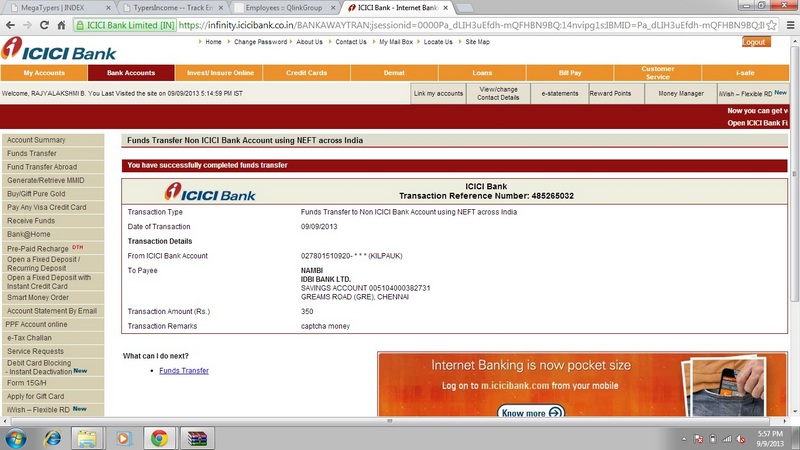 MegaTypers | INDEX
TypersIncome -- Track Ex
Employees :: QlinkGroup
ICICI Bank - Internet Bank
ICICI Bank Limited [IN] https://infinity.icicibank.co.in/BANKAWAYTRAN;jsessionid=0000Pa_dLIH3uEfdh-mQFHBN9BQ:14nvipg1s;IBMID=Pa_dLIH3uEfdh-mQFHBN9BQ:
ICICI Bank
Home Change Password About Us Contact Us My Mail Box Locate Us Site Map
Logout
My Accounts Bank Accounts Invest/ Insure Online Credit Cards Demat Loans Bill Pay Customer Service i-safe
Welcome, RAJYALAKSHMI B. You Last Visited the site on 09/09/2013 5:14:59 PM IST
Link my accounts View/change Contact Details e-statements Reward Points Money Manager iWish – Flexible RD New
Now you can get v
Open ICICI Bank Fi
Account Summary
Funds Transfer
Fund Transfer Abroad
Generate/Retrieve MMID
Buy/Gift Pure Gold
Pay Any Visa Credit Card
Receive Funds
Bank@Home
Pre-Paid Recharge DTH
Open a Fixed Deposit /
Recurring Deposit
Open a Fixed Deposit with
Instant Credit Card
Smart Money Order
Account Statement By Email
PPF Account online
e-Tax Challan
Service Requests
Debit Card Blocking
- Instant Deactivation New
Form 15G/H
Apply for Gift Card
iWish – Flexible RD New
Funds Transfer Non ICICI Bank Account using NEFT across India
You have successfully completed funds transfer
ICICI Bank
ICICI Bank
Transaction Reference Number: 485265032
Transaction Type Funds Transfer to Non ICICI Bank Account using NEFT across India
Date of Transaction 09/09/2013
Transaction Details
From ICICI Bank Account 027801510920- * * * (KILPAUK)
To Payee NAMBI
IDBI BANK LTD.
SAVINGS ACCOUNT 005104000382731
GREAMS ROAD (GRE), CHENNAI
Transaction Amount (Rs.) 350
Transaction Remarks captcha money
What can I do next?
Funds Transfer
Internet Banking is now pocket size
Log on to m.icicibank.com from your mobile
Know more
5:57 PM
9/9/2013